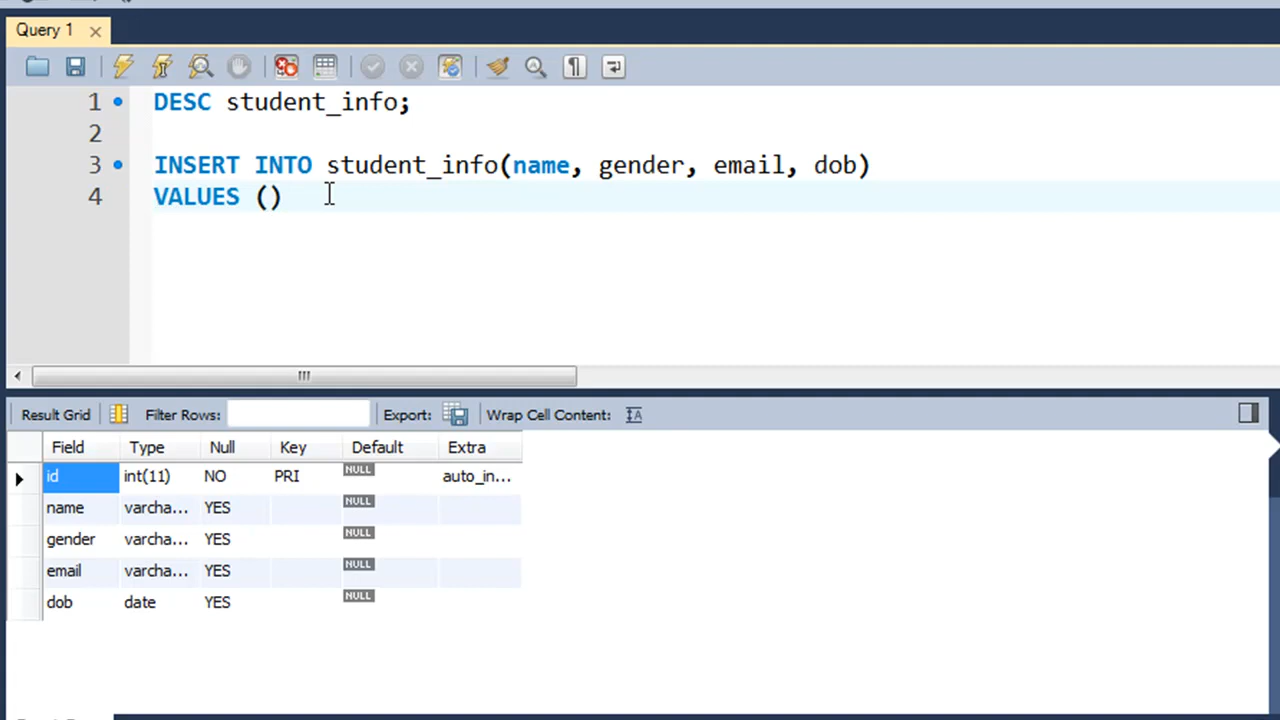 Query 1
1 DESC student_info;
2
3 INSERT INTO student_info(name, gender, email, dob)
4 VALUES ()
Result Grid Filter Rows: Export: Wrap Cell Content:
Field Type Null Key Default Extra
id int(11) NO PRI NULL auto_in...
name varcha... YES NULL
gender varcha... YES NULL
email varcha... YES NULL
dob date YES NULL